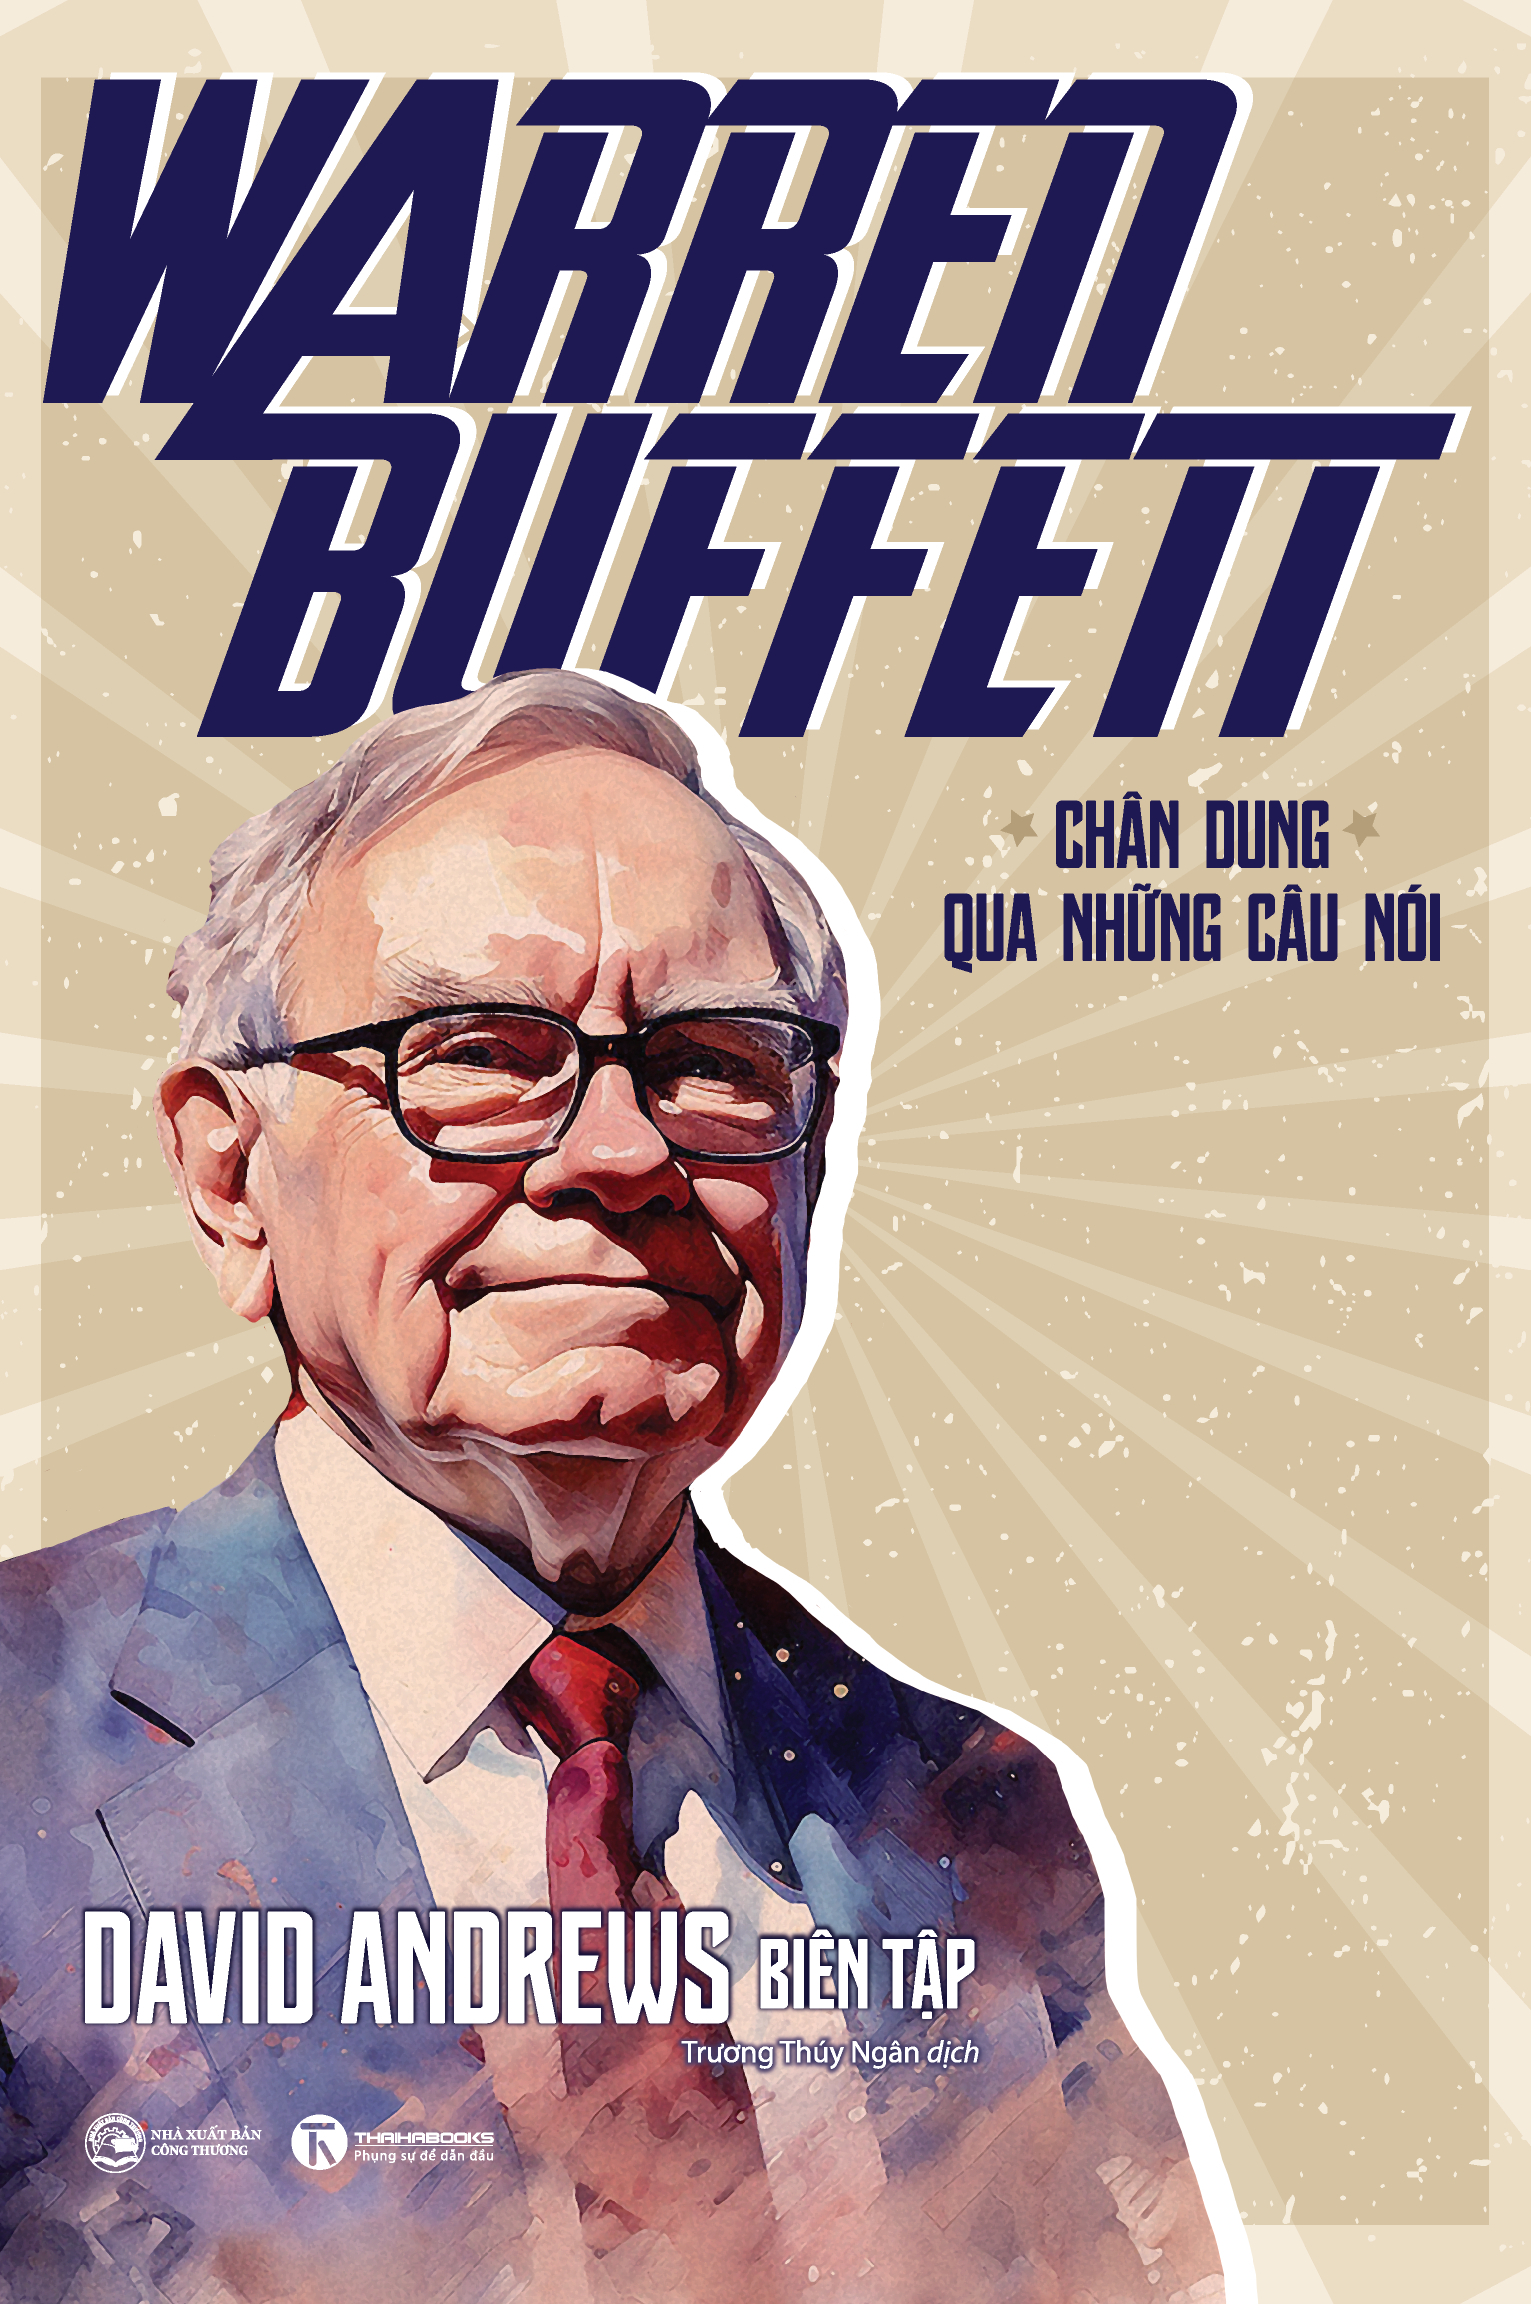 WARREN
BUFFETT
CHÂN DUNG
QUA NHỮNG CÂU NÓI
DAVID ANDREWS BIÊN TẬP
Trương Thúy Ngân dịch
NHÀ XUẤT BẢN
CÔNG THƯƠNG
THAIHABOOKS
Phụng sự để dẫn đầu